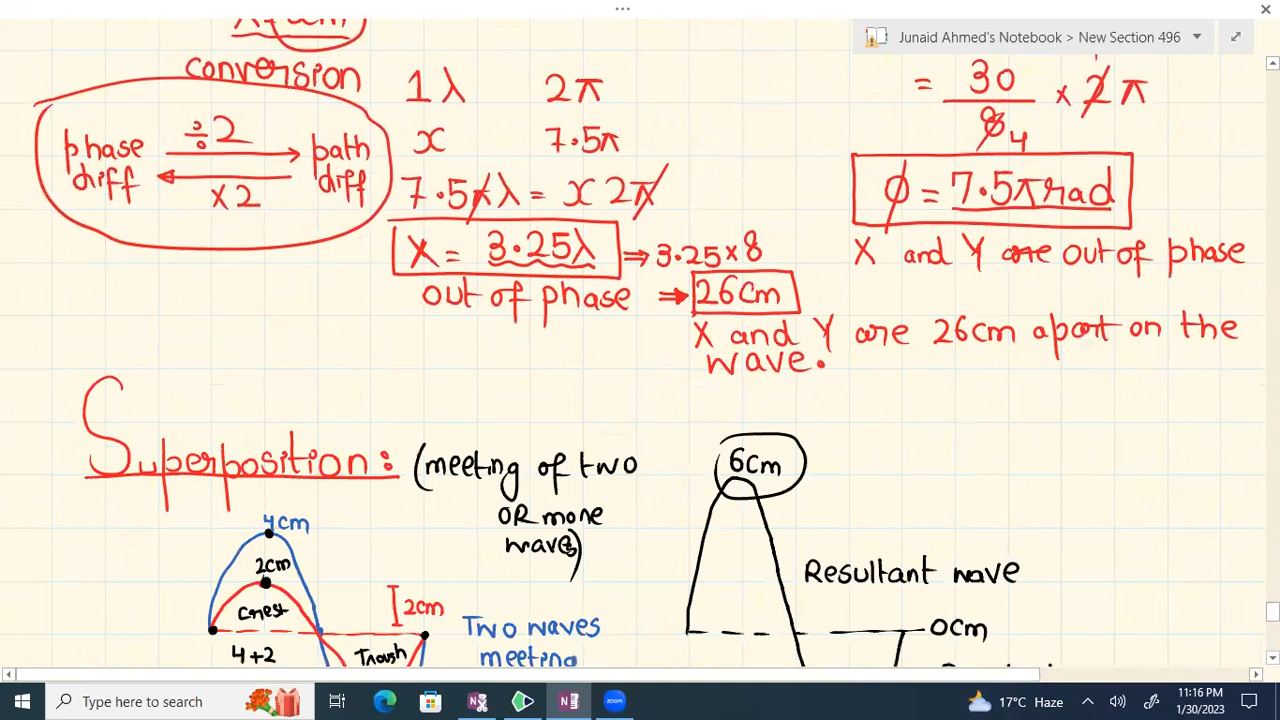 Junaid Ahmed's Notebook > New Section 496
conversion
phase diff ÷2 path diff
×2
1λ 2π
x 7.5π
7.5πλ = x 2π
X = 3.25λ ⇒ 3.25×8
out of phase ⇒ 26cm
X and Y are 26cm apart on the
wave.
= 30/84 × 2π
ϕ = 7.5π rad
X and Y are out of phase
Superposition: (meeting of two
OR more
waves)
4cm
2cm
Crest
4+2
2cm
Trough
Two waves
meeting
6cm
Resultant wave
0cm
Type here to search
17°C Haze
11:16 PM
1/30/2023
zoom